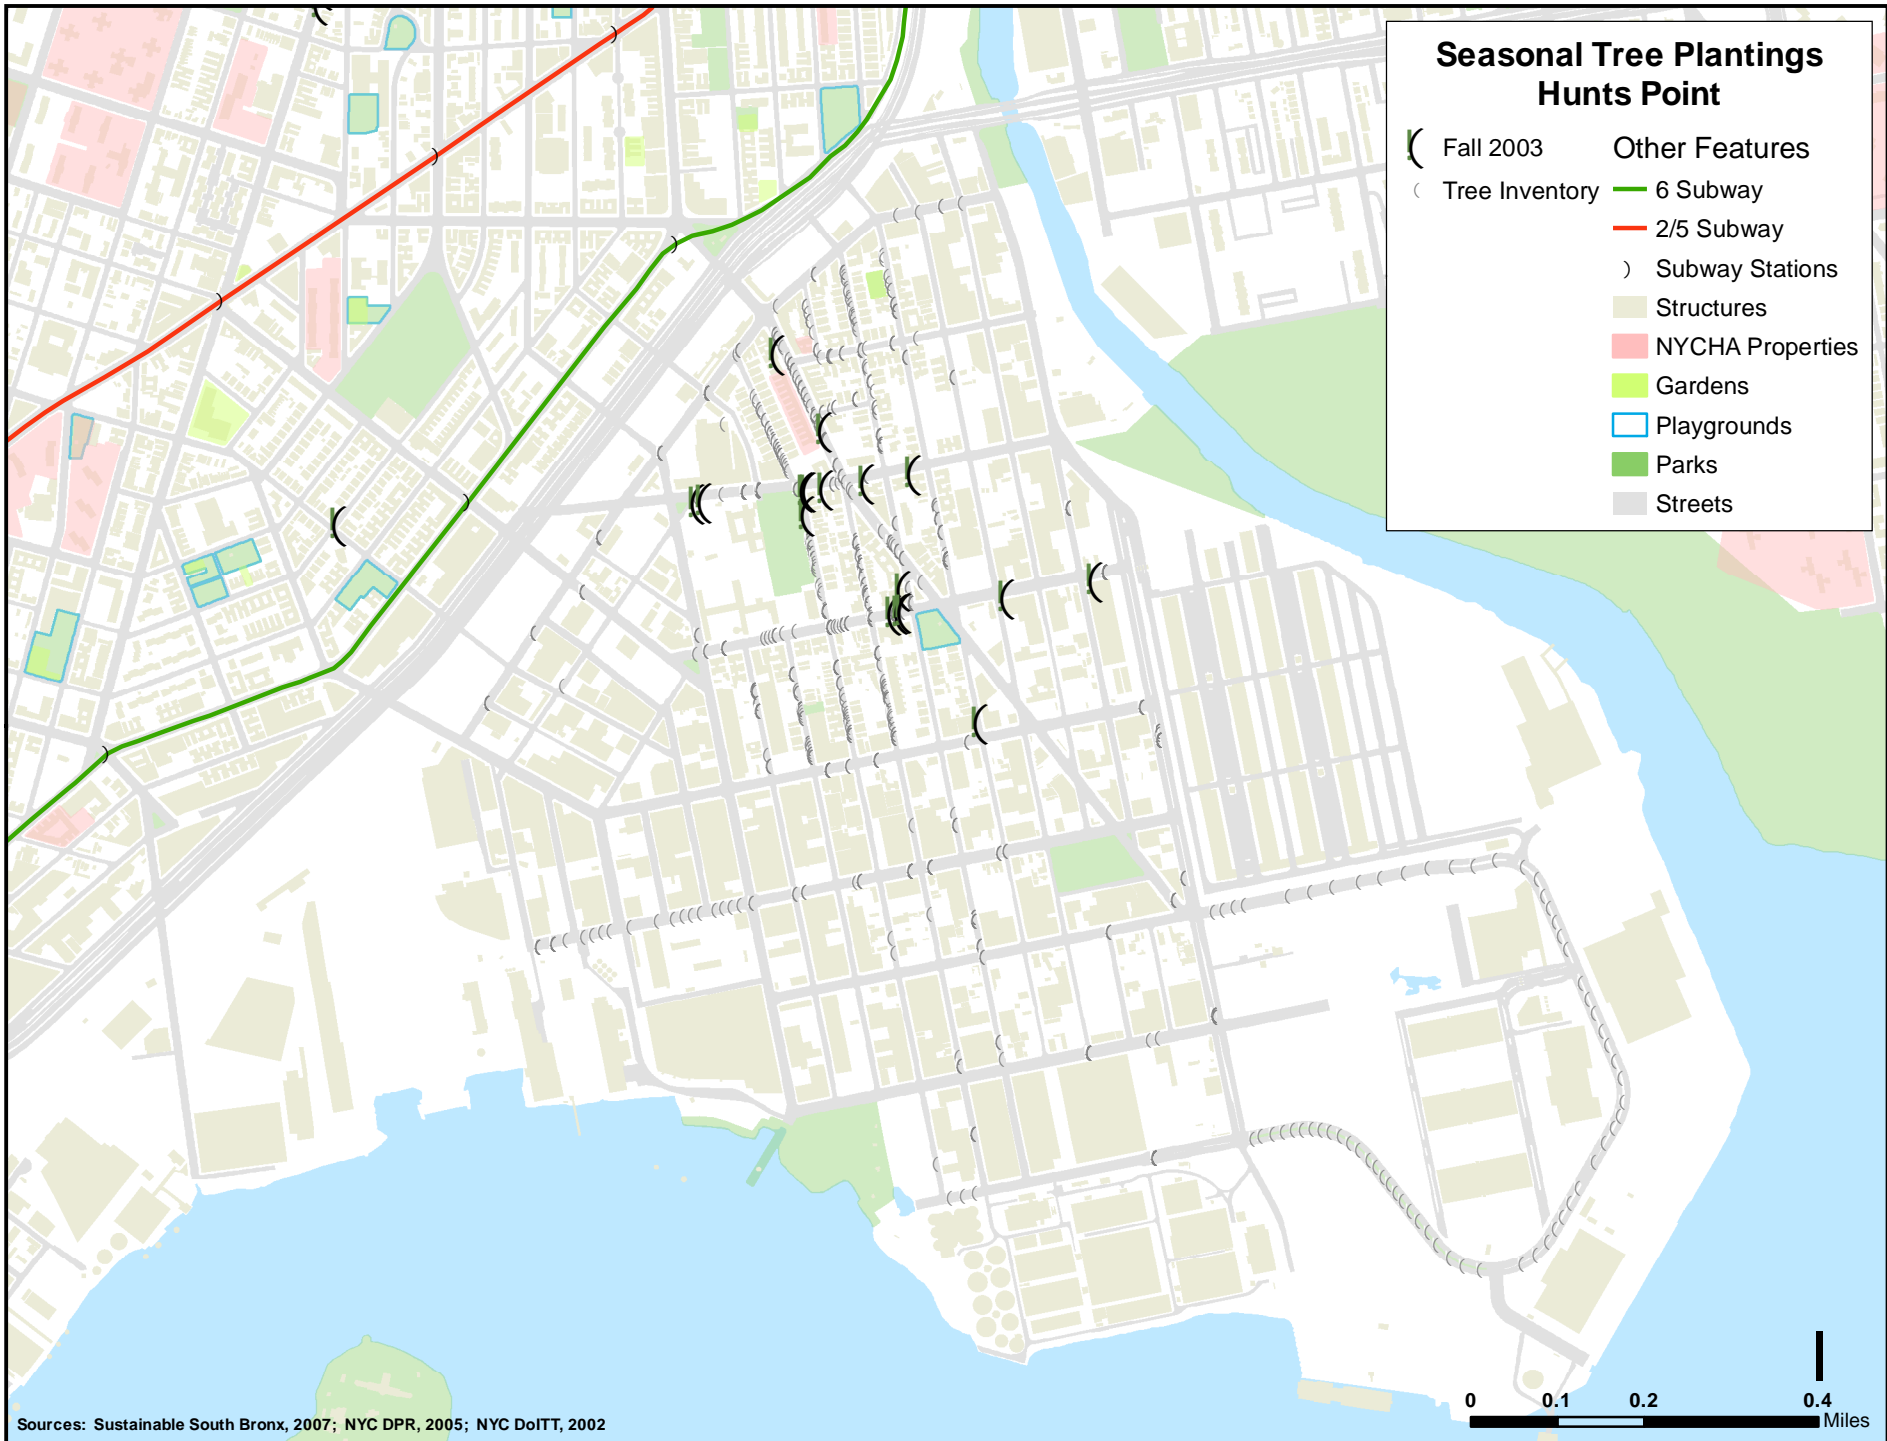 Seasonal Tree Plantings
Hunts Point
Fall 2003
Tree Inventory
Other Features
6 Subway
2/5 Subway
Subway Stations
Structures
NYCHA Properties
Gardens
Playgrounds
Parks
Streets
0 0.1 0.2 0.4
Miles
Sources: Sustainable South Bronx, 2007; NYC DPR, 2005; NYC DoITT, 2002